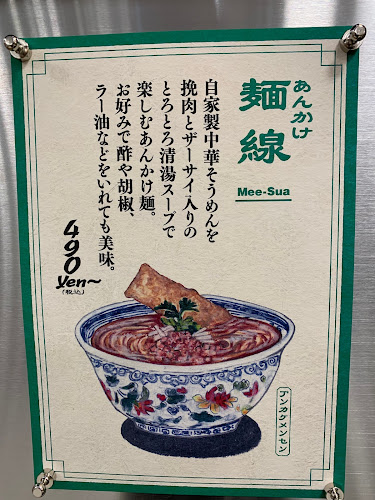 あんかけ
麺線
Mee-Sua
自家製中華そうめんを
挽肉とザーサイ入りの
とろとろ清湯スープで
楽しむあんかけ麺。
お好みで酢や胡椒、
ラー油などをいれても美味。
490
Yen～
(税込)
アンカケメンセン